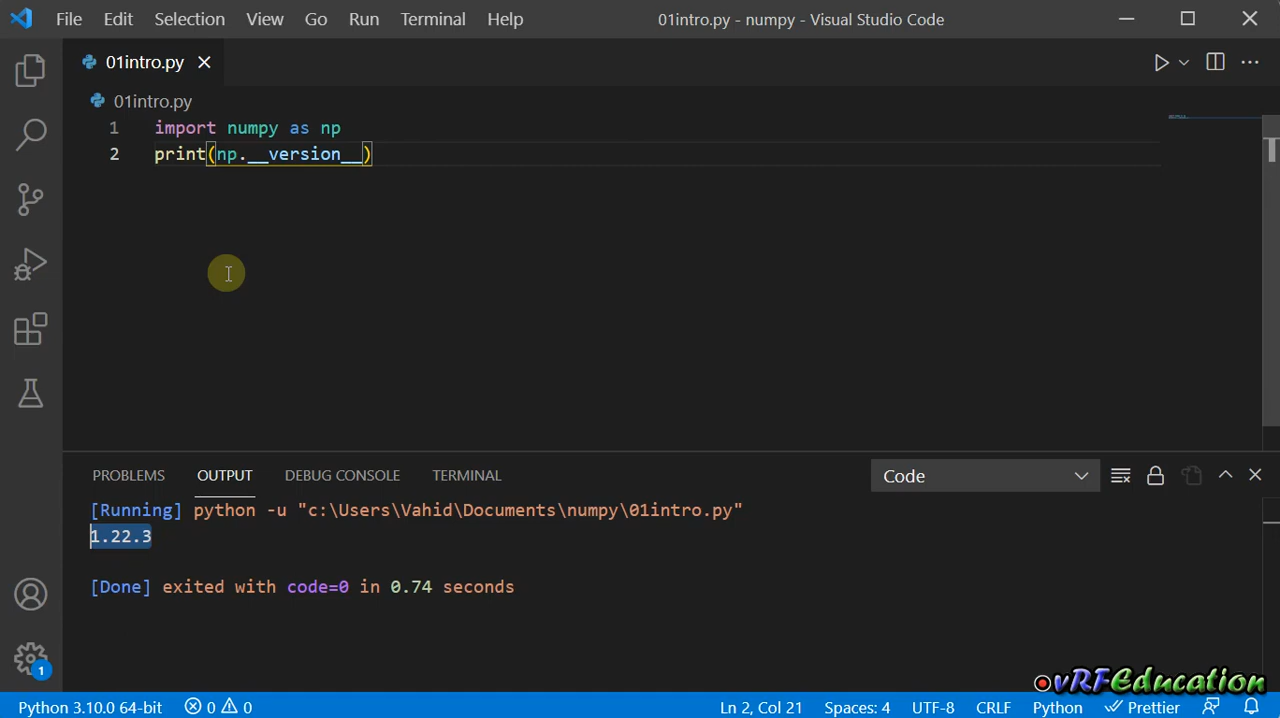 File Edit Selection View Go Run Terminal Help 01intro.py - numpy - Visual Studio Code
01intro.py
01intro.py
1 import numpy as np
2 print(np.__version__)
PROBLEMS OUTPUT DEBUG CONSOLE TERMINAL Code
[Running] python -u "c:\Users\Vahid\Documents\numpy\01intro.py"
1.22.3
[Done] exited with code=0 in 0.74 seconds
1
vRFEducation
Python 3.10.0 64-bit 0 0 Ln 2, Col 21 Spaces: 4 UTF-8 CRLF Python Prettier